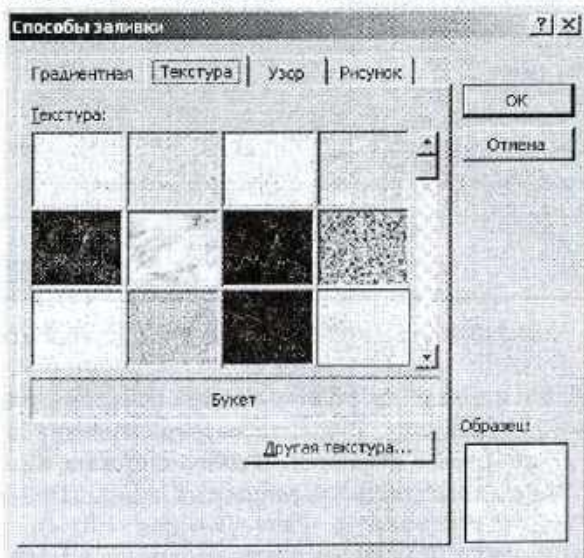 Способы заливки
Градиентная Текстура Узор Рисунок
ОК
Текстура:
Отмена
Букет
Другая текстура...
Образец: